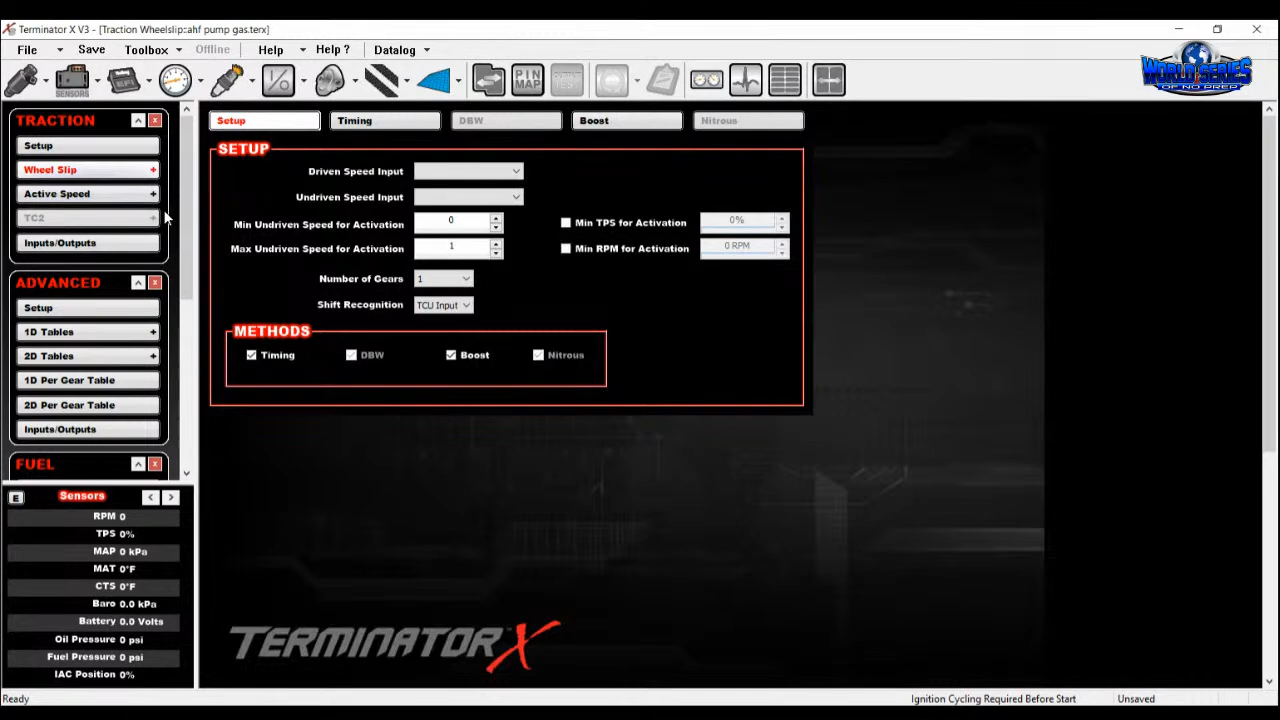 Terminator X V3 - [Traction Wheelslip::ahf pump gas.terx]
File Save Toolbox Offline Help Help ? Datalog
SENSORS I/O PIN MAP OUTPUT TEST
WORLD SERIES
OF NO PREP
TRACTION
Setup
Wheel Slip +
Active Speed +
TC2 +
Inputs/Outputs
ADVANCED
Setup
1D Tables +
2D Tables +
1D Per Gear Table
2D Per Gear Table
Inputs/Outputs
FUEL
E Sensors < >
RPM 0
TPS 0%
MAP 0 kPa
MAT 0°F
CTS 0°F
Baro 0.0 kPa
Battery 0.0 Volts
Oil Pressure 0 psi
Fuel Pressure 0 psi
IAC Position 0%
Setup Timing DBW Boost Nitrous
SETUP
Driven Speed Input
Undriven Speed Input
Min Undriven Speed for Activation 0 Min TPS for Activation 0%
Max Undriven Speed for Activation 1 Min RPM for Activation 0 RPM
Number of Gears 1
Shift Recognition TCU Input
METHODS
Timing DBW Boost Nitrous
TERMINATOR X
Ready Ignition Cycling Required Before Start Unsaved